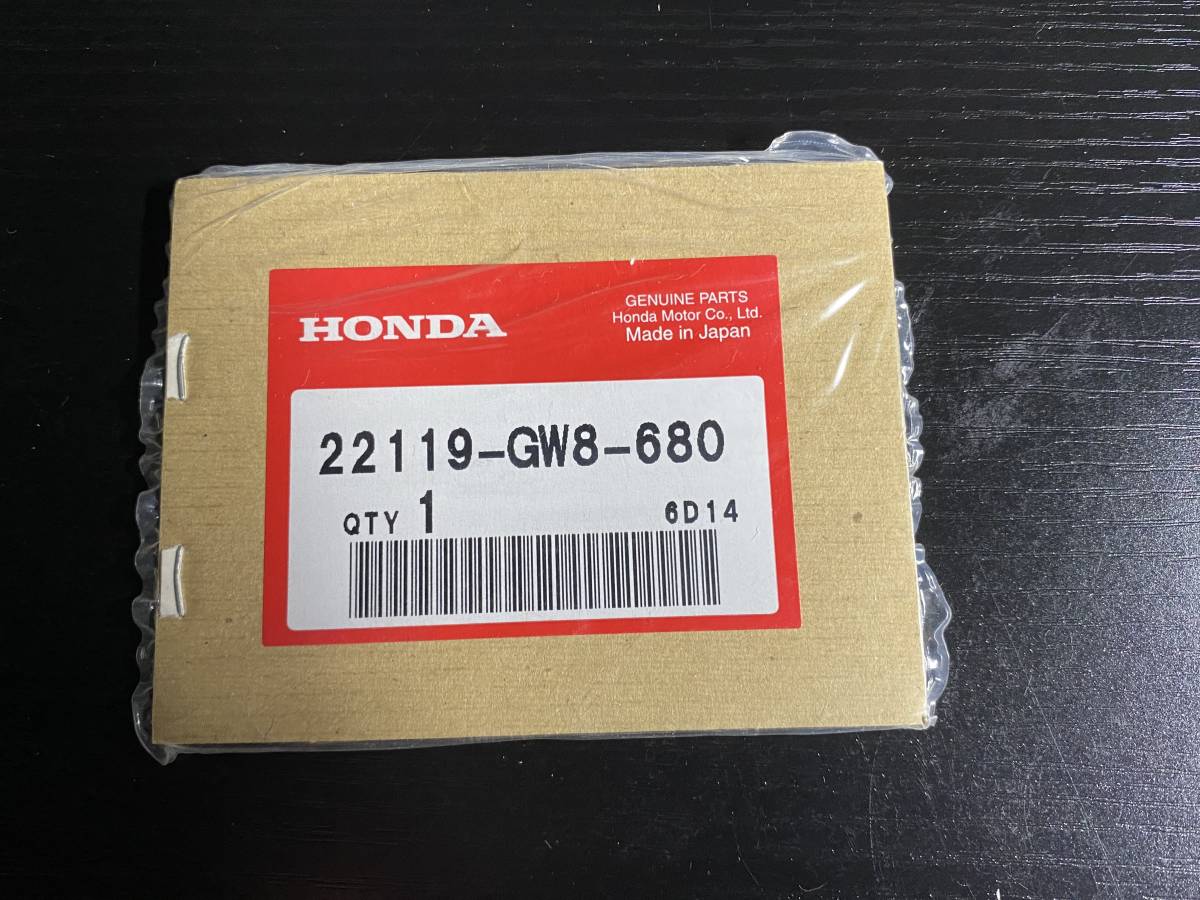 HONDA
GENUINE PARTS
Honda Motor Co., Ltd.
Made in Japan
22119-GW8-680
QTY 1 6D14